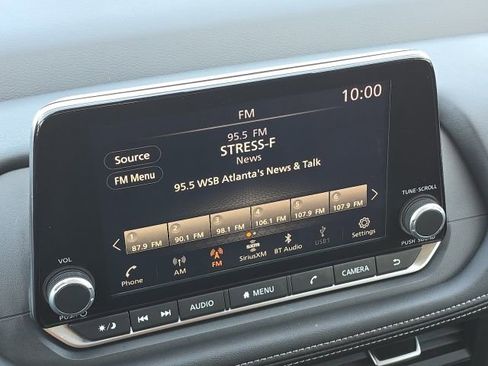 FM
10:00
95.5 FM
STRESS-F
News
95.5 WSB Atlanta's News & Talk
Source
FM Menu
1 2 3 4 5 6
87.9 FM 90.1 FM 98.1 FM 106.1 FM 107.9 FM 107.9 FM
Phone AM FM SiriusXM BT Audio USB1 Settings
VOL
TUNE-SCROLL
PUSH SOUND
AUDIO MENU CAMERA